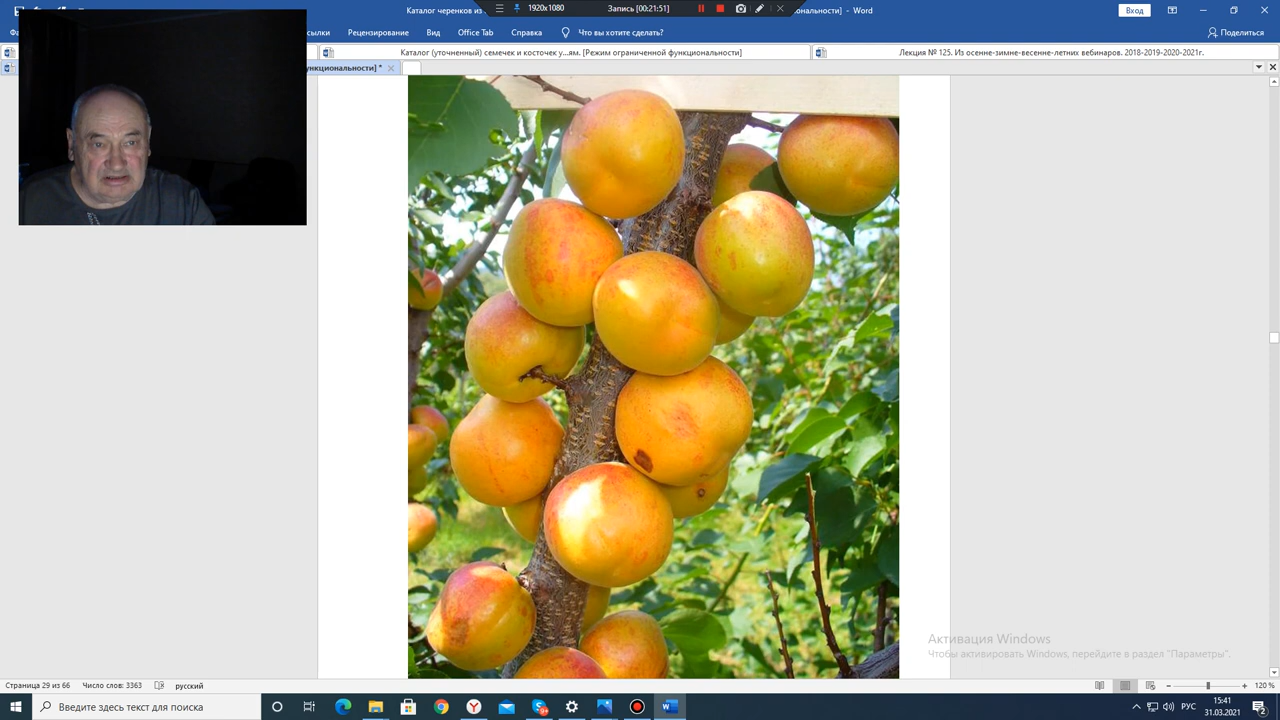 Каталог черенков из
1920x1080
Запись [00:21:51]
ональности] - Word
Вход
сылки
Рецензирование
Вид
Office Tab
Справка
Что вы хотите сделать?
Поделиться
Каталог (уточненный) семечек и косточек у...ям. [Режим ограниченной функциональности]
Лекция № 125. Из осенне-зимне-весенне-летних вебинаров. 2018-2019-2020-2021г.
ункциональности] *
Активация Windows
Чтобы активировать Windows, перейдите в раздел "Параметры".
Страница 29 из 66
Число слов: 3363
русский
120 %
Введите здесь текст для поиска
РУС
15:41
31.03.2021
2